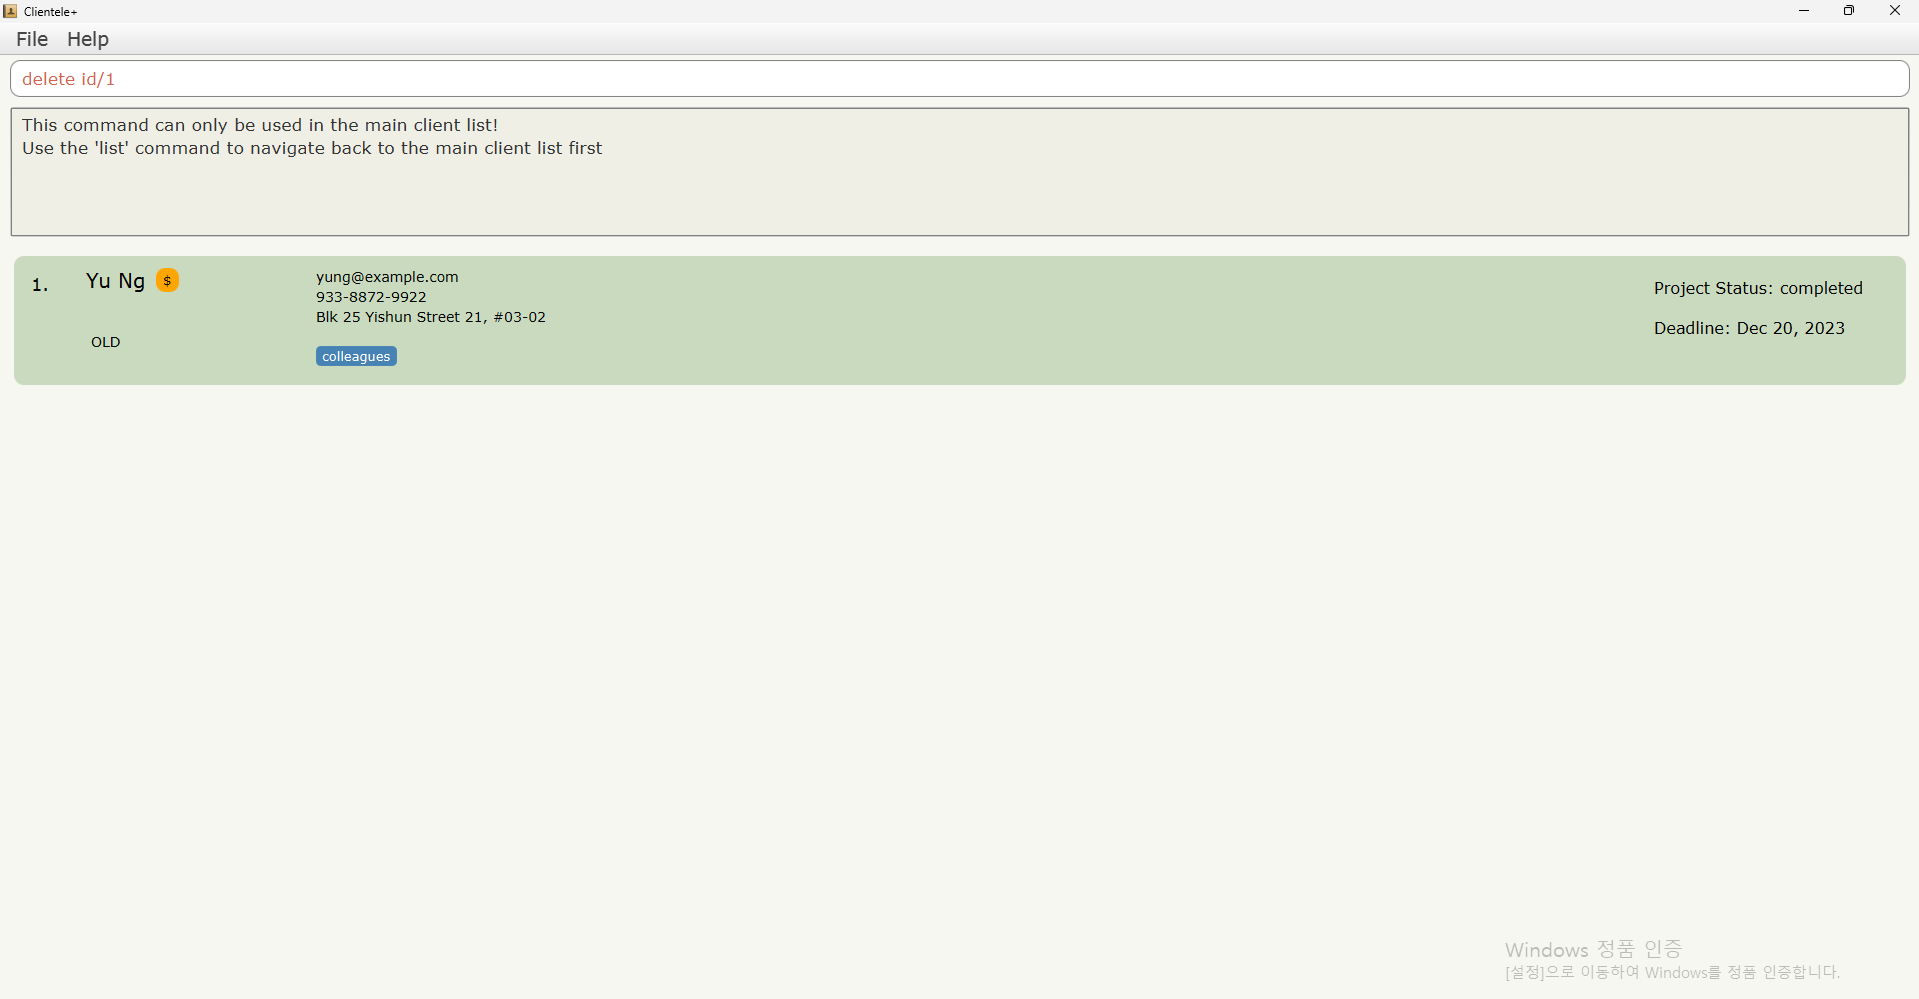 Clientele+
File Help
delete id/1
This command can only be used in the main client list!
Use the 'list' command to navigate back to the main client list first
1.
Yu Ng $
OLD
yung@example.com
933-8872-9922
Blk 25 Yishun Street 21, #03-02
colleagues
Project Status: completed
Deadline: Dec 20, 2023
Windows 정품 인증
[설정]으로 이동하여 Windows를 정품 인증합니다.